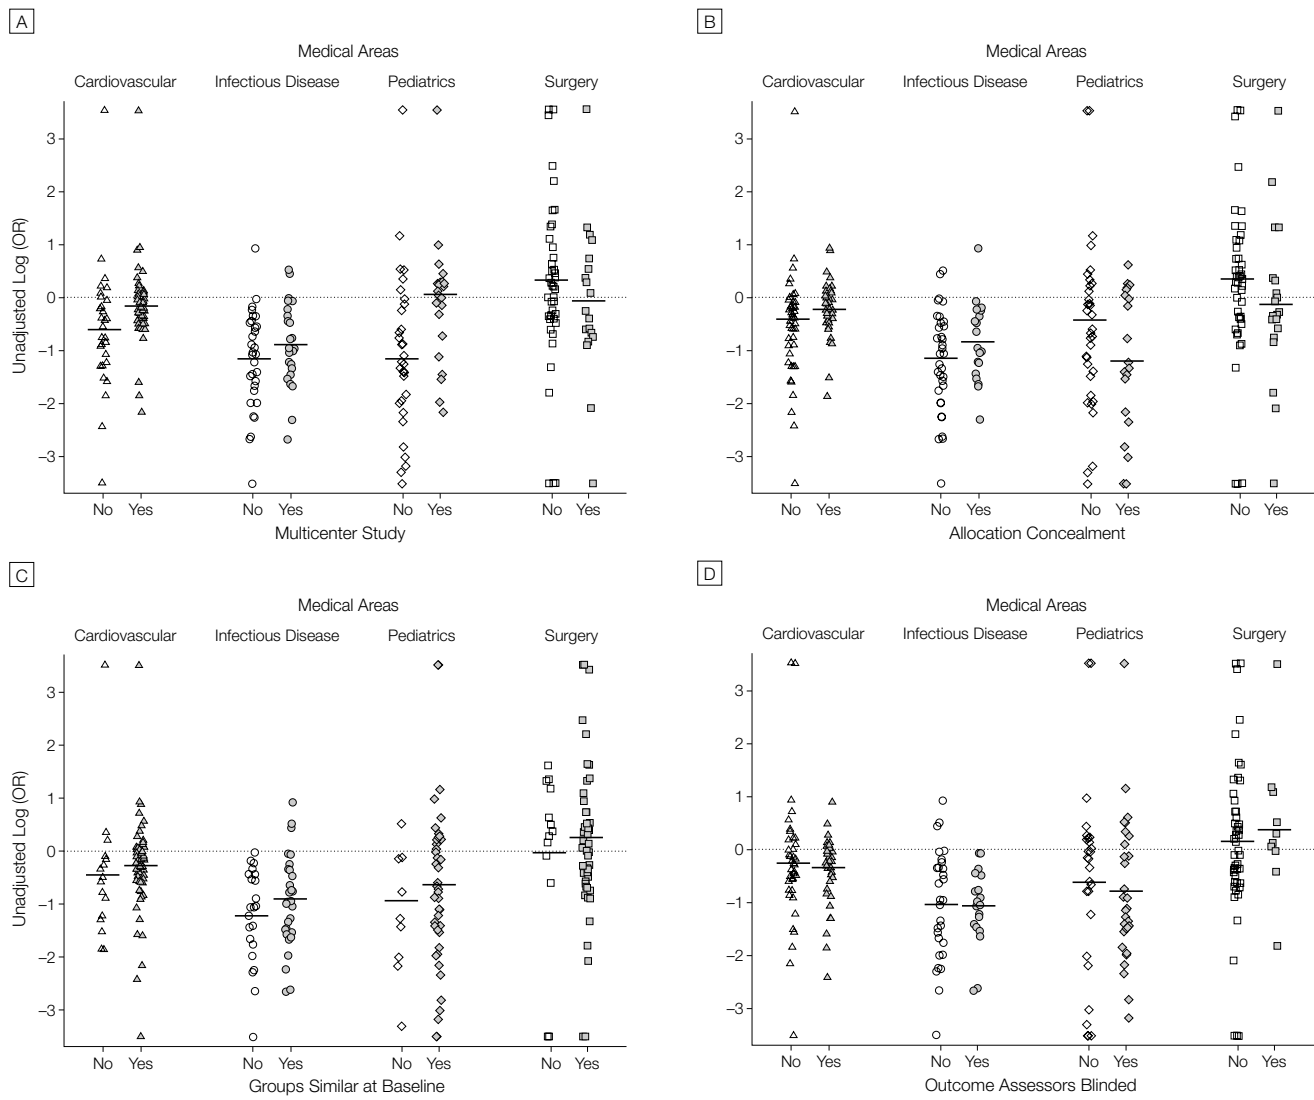 A
Medical Areas
Cardiovascular Infectious Disease Pediatrics Surgery
Unadjusted Log (OR)
3
2
1
0
–1
–2
–3
No Yes No Yes No Yes No Yes
Multicenter Study
B
Medical Areas
Cardiovascular Infectious Disease Pediatrics Surgery
3
2
1
0
–1
–2
–3
No Yes No Yes No Yes No Yes
Allocation Concealment
C
Medical Areas
Cardiovascular Infectious Disease Pediatrics Surgery
Unadjusted Log (OR)
3
2
1
0
–1
–2
–3
No Yes No Yes No Yes No Yes
Groups Similar at Baseline
D
Medical Areas
Cardiovascular Infectious Disease Pediatrics Surgery
3
2
1
0
–1
–2
–3
No Yes No Yes No Yes No Yes
Outcome Assessors Blinded